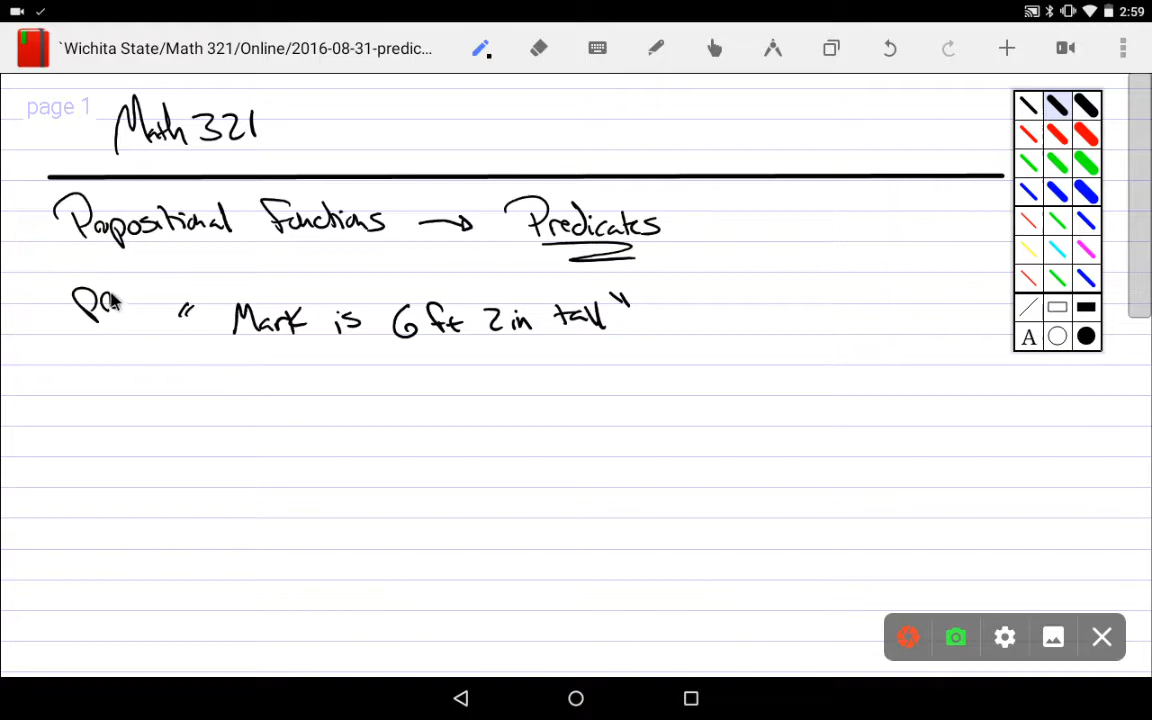 2:59
`Wichita State/Math 321/Online/2016-08-31-predic...
page 1
Math 321
Propositional Functions → Predicates
" Mark is 6 ft 2 in tall"
A